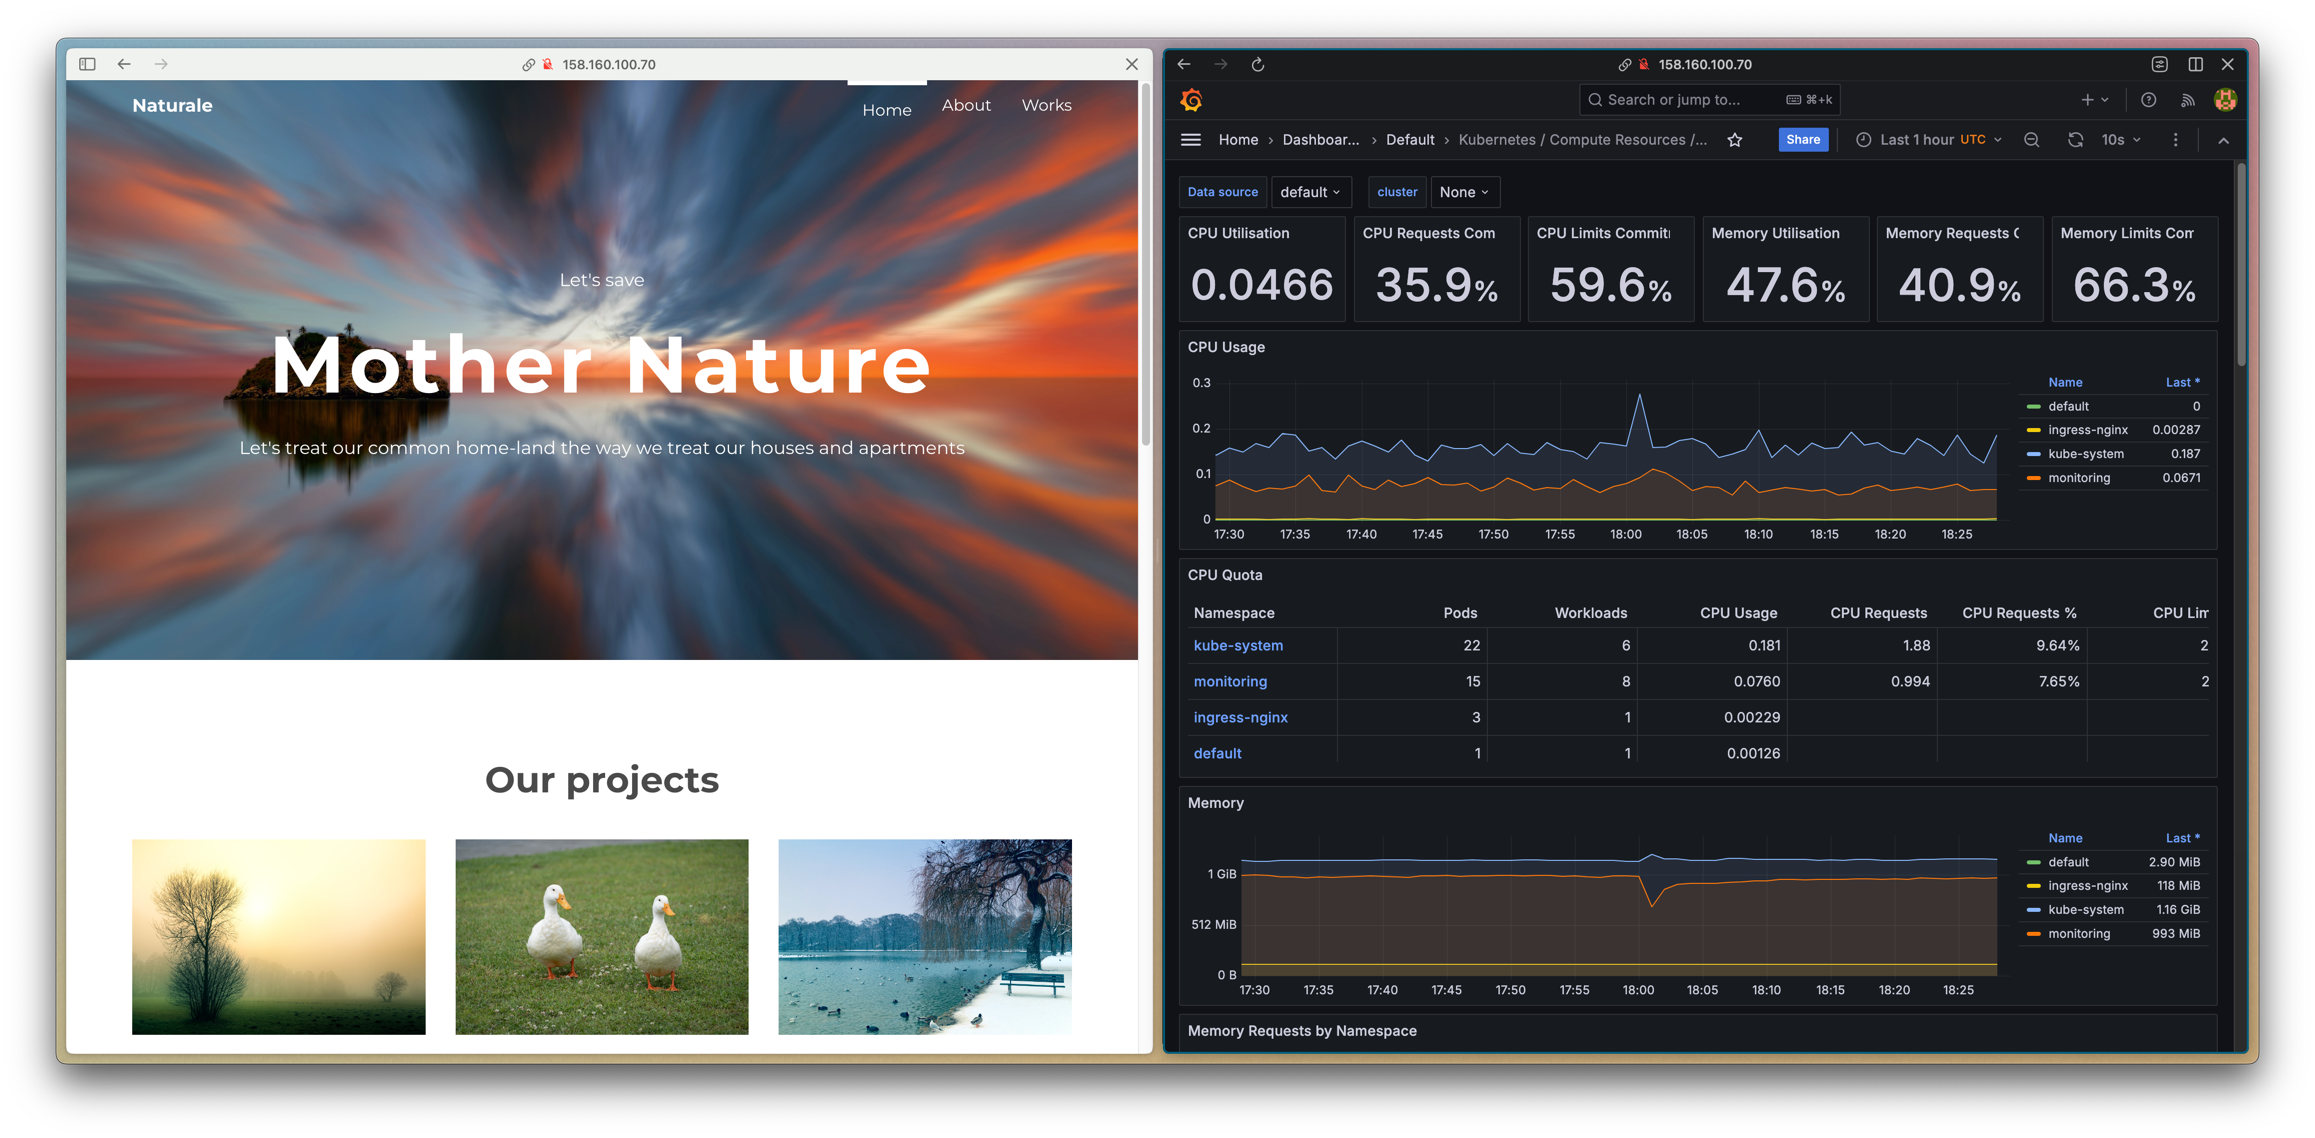 158.160.100.70
Naturale
Home
About
Works
Let's save
Mother Nature
Let's treat our common home-land the way we treat our houses and apartments
Our projects
158.160.100.70
Search or jump to...
⌘+k
Home › Dashboar... › Default › Kubernetes / Compute Resources /...
Share
Last 1 hour UTC
10s
Data source
default
cluster
None
CPU Utilisation
0.0466
CPU Requests Com
35.9%
CPU Limits Commit
59.6%
Memory Utilisation
47.6%
Memory Requests C
40.9%
Memory Limits Com
66.3%
CPU Usage
0.3
0.2
0.1
0
17:30 17:35 17:40 17:45 17:50 17:55 18:00 18:05 18:10 18:15 18:20 18:25
Name Last *
default 0
ingress-nginx 0.00287
kube-system 0.187
monitoring 0.0671
CPU Quota
Namespace Pods Workloads CPU Usage CPU Requests CPU Requests % CPU Lim
kube-system 22 6 0.181 1.88 9.64% 2
monitoring 15 8 0.0760 0.994 7.65% 2
ingress-nginx 3 1 0.00229
default 1 1 0.00126
Memory
1 GiB
512 MiB
0 B
17:30 17:35 17:40 17:45 17:50 17:55 18:00 18:05 18:10 18:15 18:20 18:25
Name Last *
default 2.90 MiB
ingress-nginx 118 MiB
kube-system 1.16 GiB
monitoring 993 MiB
Memory Requests by Namespace